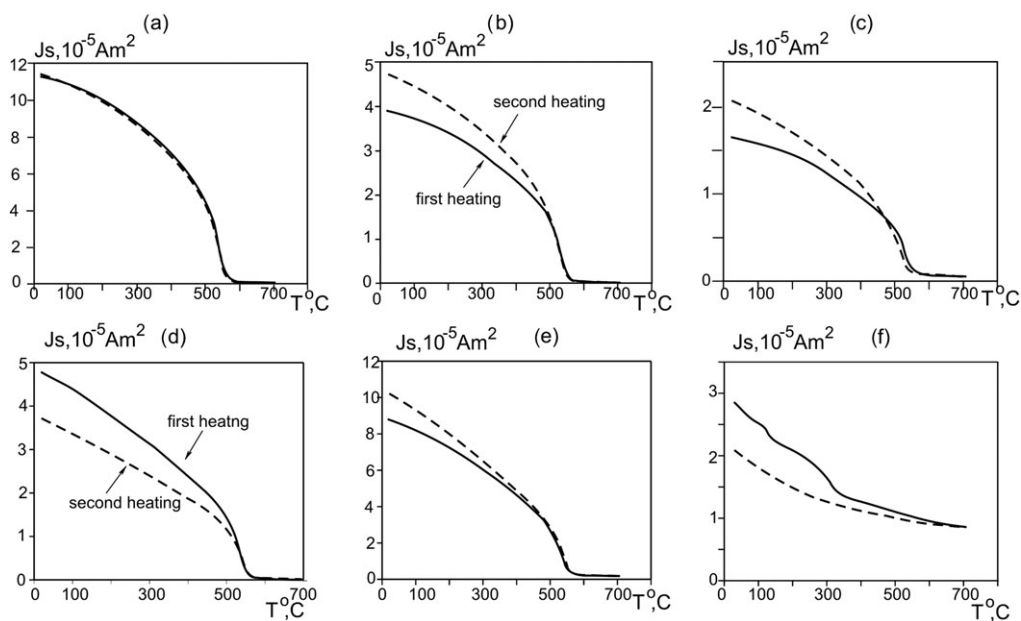 (a)
Js,10⁻⁵Am²
12
10
8
6
4
2
0
0 100 300 500 700
T°,C
(b)
Js,10⁻⁵Am²
5
4
3
2
1
0
second heating
first heating
0 100 300 500 700
T°,C
(c)
Js,10⁻⁵Am²
2
1
0
0 100 300 500 700
T°,C
Js,10⁻⁵Am² (d)
5
4
3
2
1
0
first heatng
second heating
0 100 300 500 700
T°,C
Js,10⁻⁵Am² (e)
12
10
8
6
4
2
0
0 100 300 500 700
T°,C
Js,10⁻⁵Am² (f)
3
2
1
0
0 100 300 500 700
T°,C